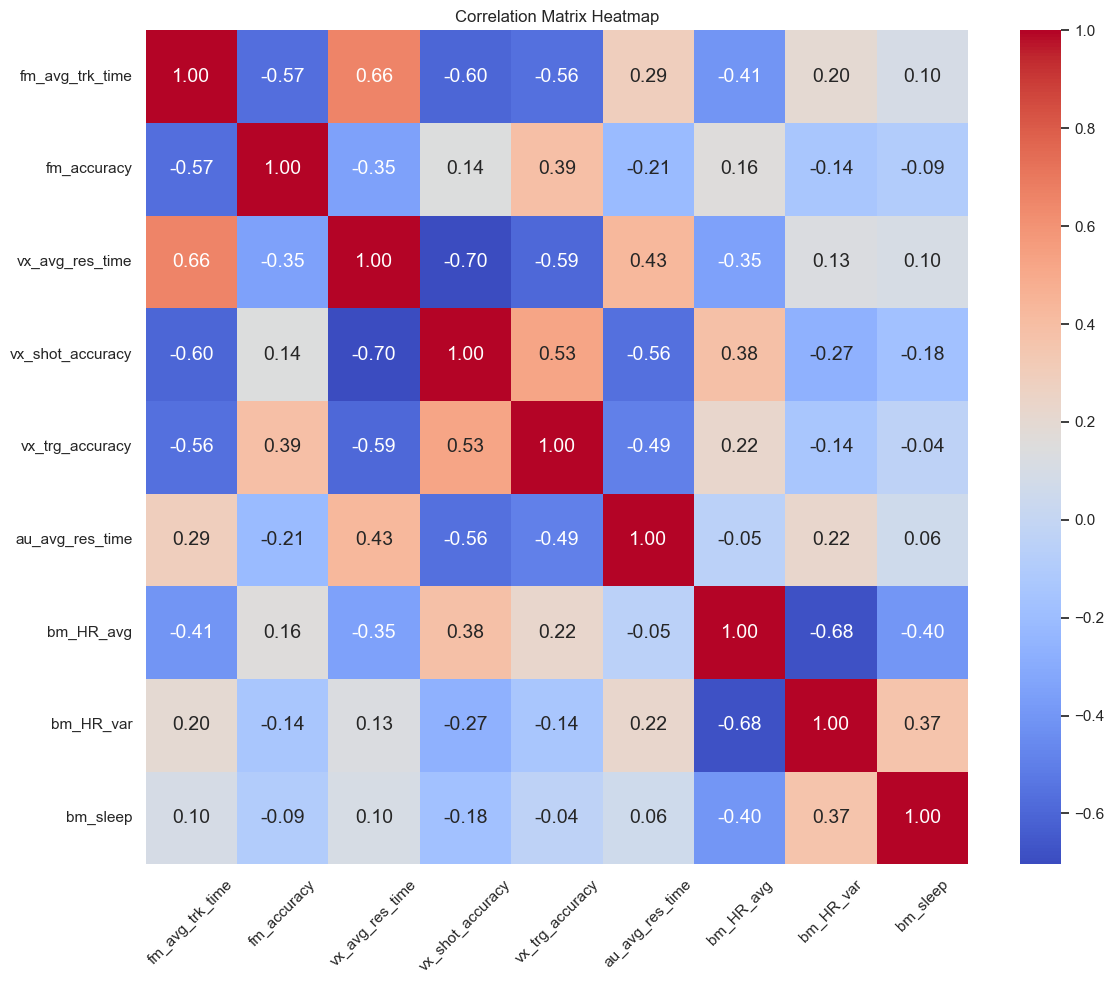 Correlation Matrix Heatmap
fm_avg_trk_time 1.00 -0.57 0.66 -0.60 -0.56 0.29 -0.41 0.20 0.10
fm_accuracy -0.57 1.00 -0.35 0.14 0.39 -0.21 0.16 -0.14 -0.09
vx_avg_res_time 0.66 -0.35 1.00 -0.70 -0.59 0.43 -0.35 0.13 0.10
vx_shot_accuracy -0.60 0.14 -0.70 1.00 0.53 -0.56 0.38 -0.27 -0.18
vx_trg_accuracy -0.56 0.39 -0.59 0.53 1.00 -0.49 0.22 -0.14 -0.04
au_avg_res_time 0.29 -0.21 0.43 -0.56 -0.49 1.00 -0.05 0.22 0.06
bm_HR_avg -0.41 0.16 -0.35 0.38 0.22 -0.05 1.00 -0.68 -0.40
bm_HR_var 0.20 -0.14 0.13 -0.27 -0.14 0.22 -0.68 1.00 0.37
bm_sleep 0.10 -0.09 0.10 -0.18 -0.04 0.06 -0.40 0.37 1.00
fm_avg_trk_time fm_accuracy vx_avg_res_time vx_shot_accuracy vx_trg_accuracy au_avg_res_time bm_HR_avg bm_HR_var bm_sleep
1.0
0.8
0.6
0.4
0.2
0.0
-0.2
-0.4
-0.6